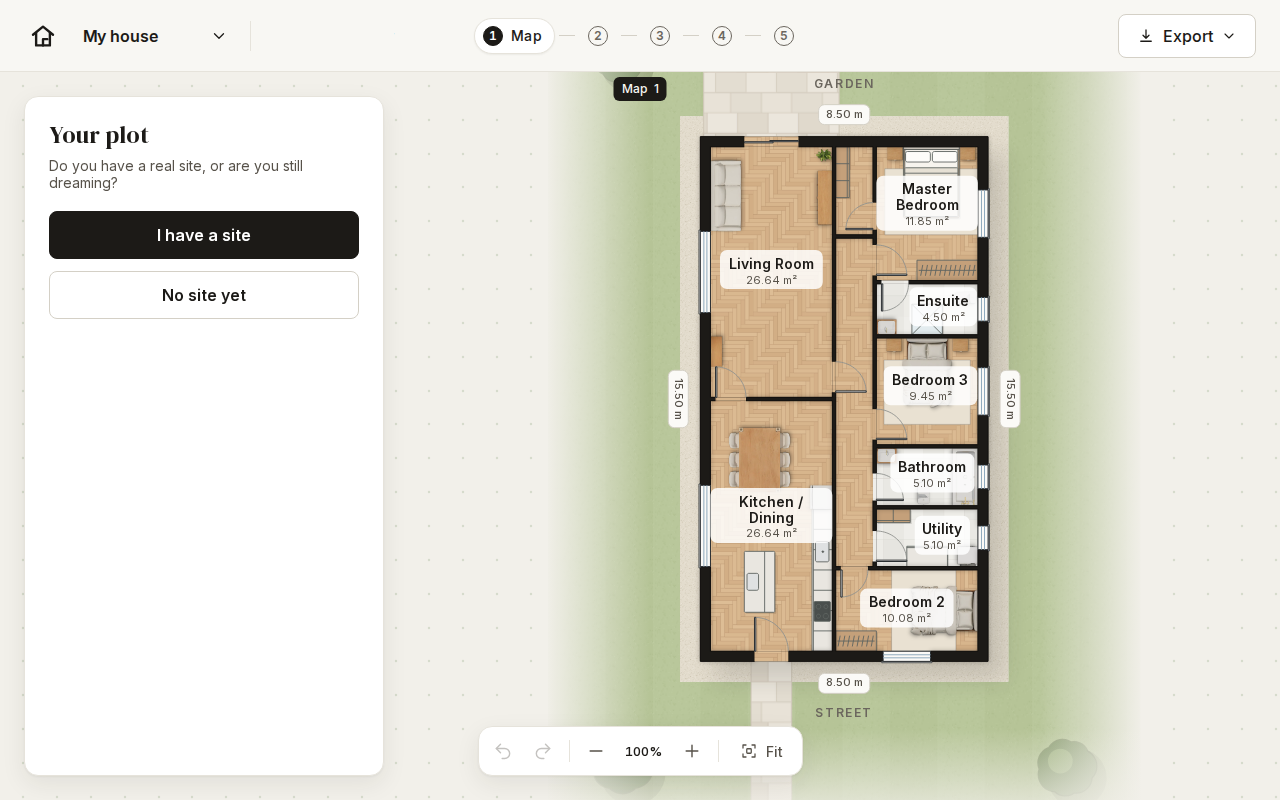 My house
1 Map
2
3
4
5
Export
Map 1
Your plot
Do you have a real site, or are you still
dreaming?
I have a site
No site yet
GARDEN
8.50 m
Master
Bedroom
11.85 m²
Living Room
26.64 m²
Ensuite
4.50 m²
Bedroom 3
9.45 m²
15.50 m
15.50 m
Bathroom
5.10 m²
Kitchen /
Dining
26.64 m²
Utility
5.10 m²
Bedroom 2
10.08 m²
8.50 m
STREET
100%
Fit